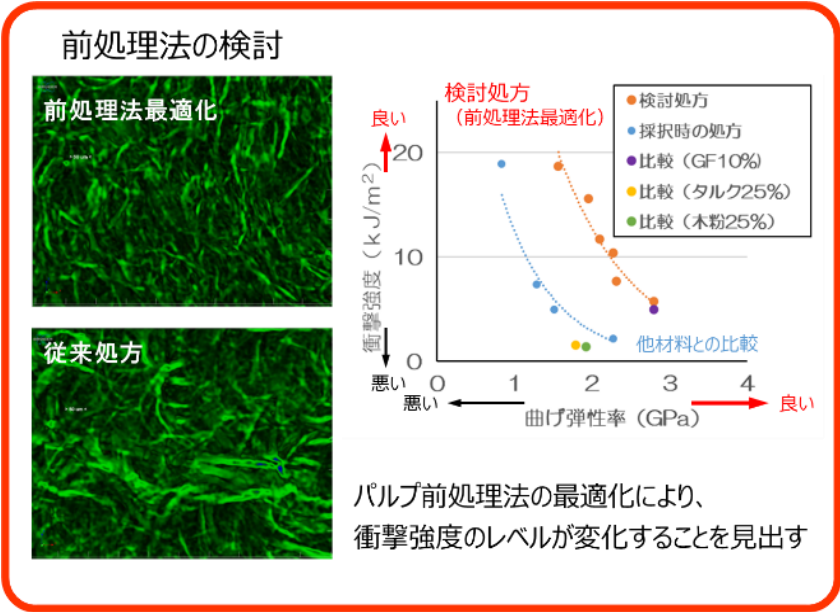 前処理法の検討
前処理法最適化
従来処方
検討処方
（前処理法最適化）
良い
衝撃強度（kJ/m²）
悪い
20
10
0
0 1 2 3 4
悪い
曲げ弾性率（GPa）
良い
検討処方
採択時の処方
比較（GF10%）
比較（タルク25%）
比較（木粉25%）
他材料との比較
パルプ前処理法の最適化により、
衝撃強度のレベルが変化することを見出す